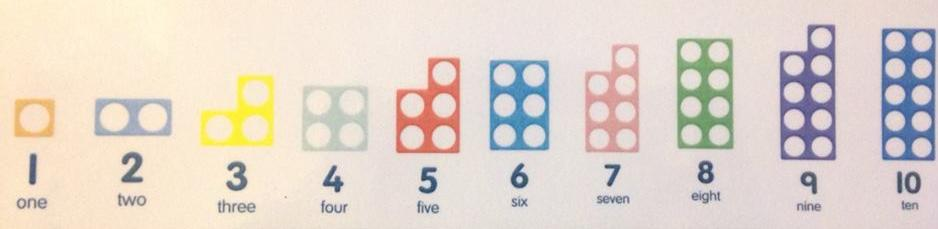 1 2 3 4 5 6 7 8 9 10
one two three four five six seven eight nine ten